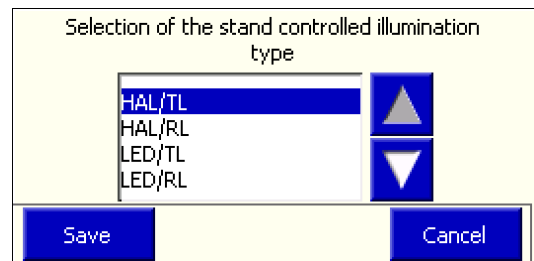 Selection of the stand controlled illumination
type
HAL/TL
HAL/RL
LED/TL
LED/RL
Save
Cancel